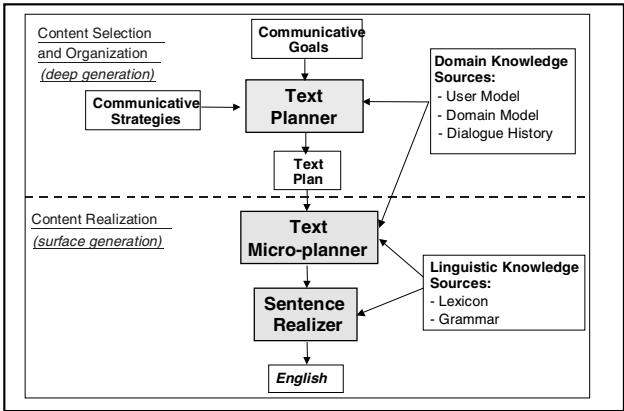 Content Selection
and Organization
(deep generation)
Communicative
Goals
Communicative
Strategies
Text
Planner
Domain Knowledge
Sources:
- User Model
- Domain Model
- Dialogue History
Text
Plan
Content Realization
(surface generation)
Text
Micro-planner
Linguistic Knowledge
Sources:
- Lexicon
- Grammar
Sentence
Realizer
English